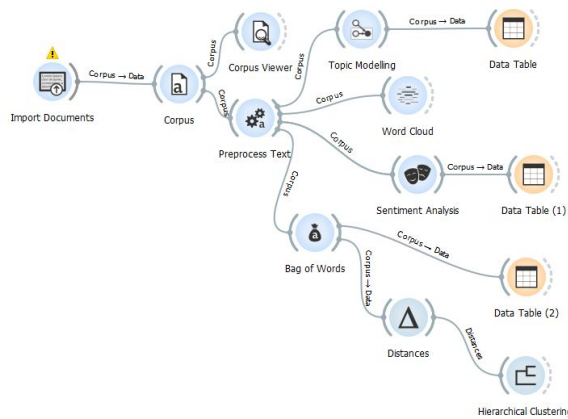 Import Documents
Corpus → Data
Corpus
Corpus
Corpus Viewer
Corpus
Preprocess Text
Corpus
Topic Modelling
Corpus → Data
Data Table
Corpus
Word Cloud
Corpus
Sentiment Analysis
Corpus → Data
Data Table (1)
Corpus
Bag of Words
Corpus → Data
Data Table (2)
Corpus → Data
Distances
Distances
Hierarchical Clustering